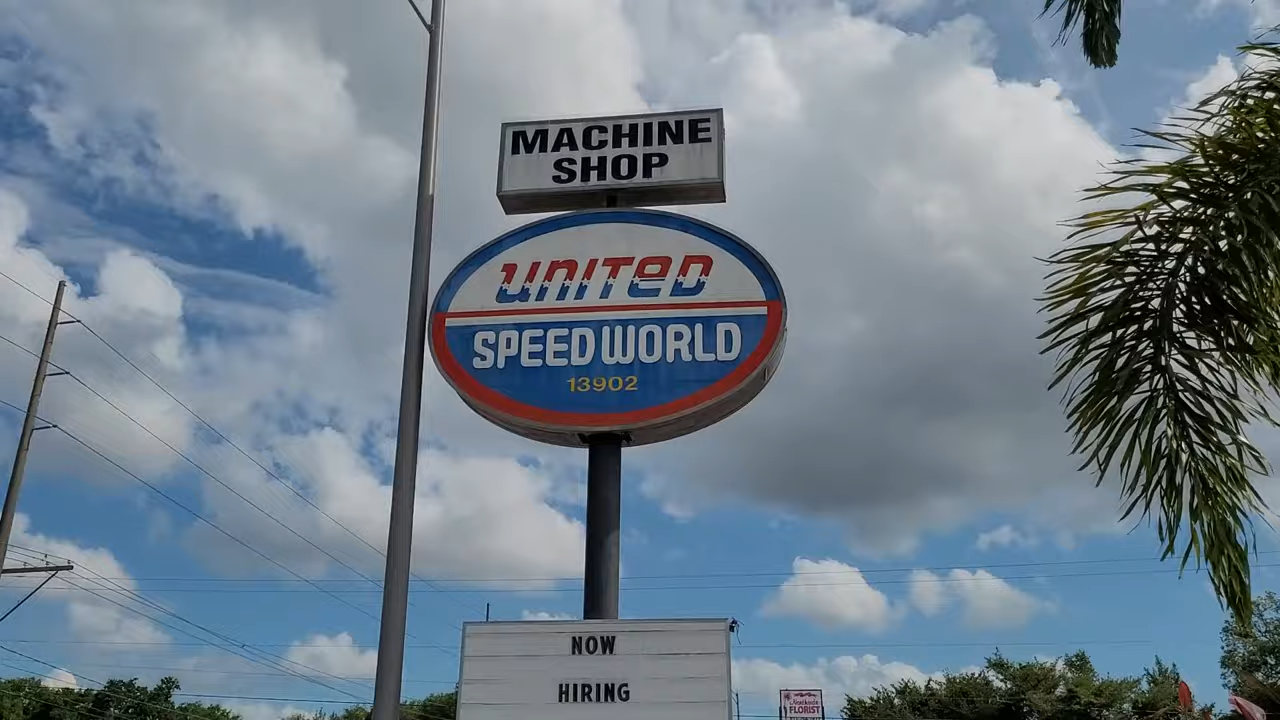 MACHINE
SHOP
UNITED
SPEEDWORLD
13902
NOW
HIRING
FLORIST